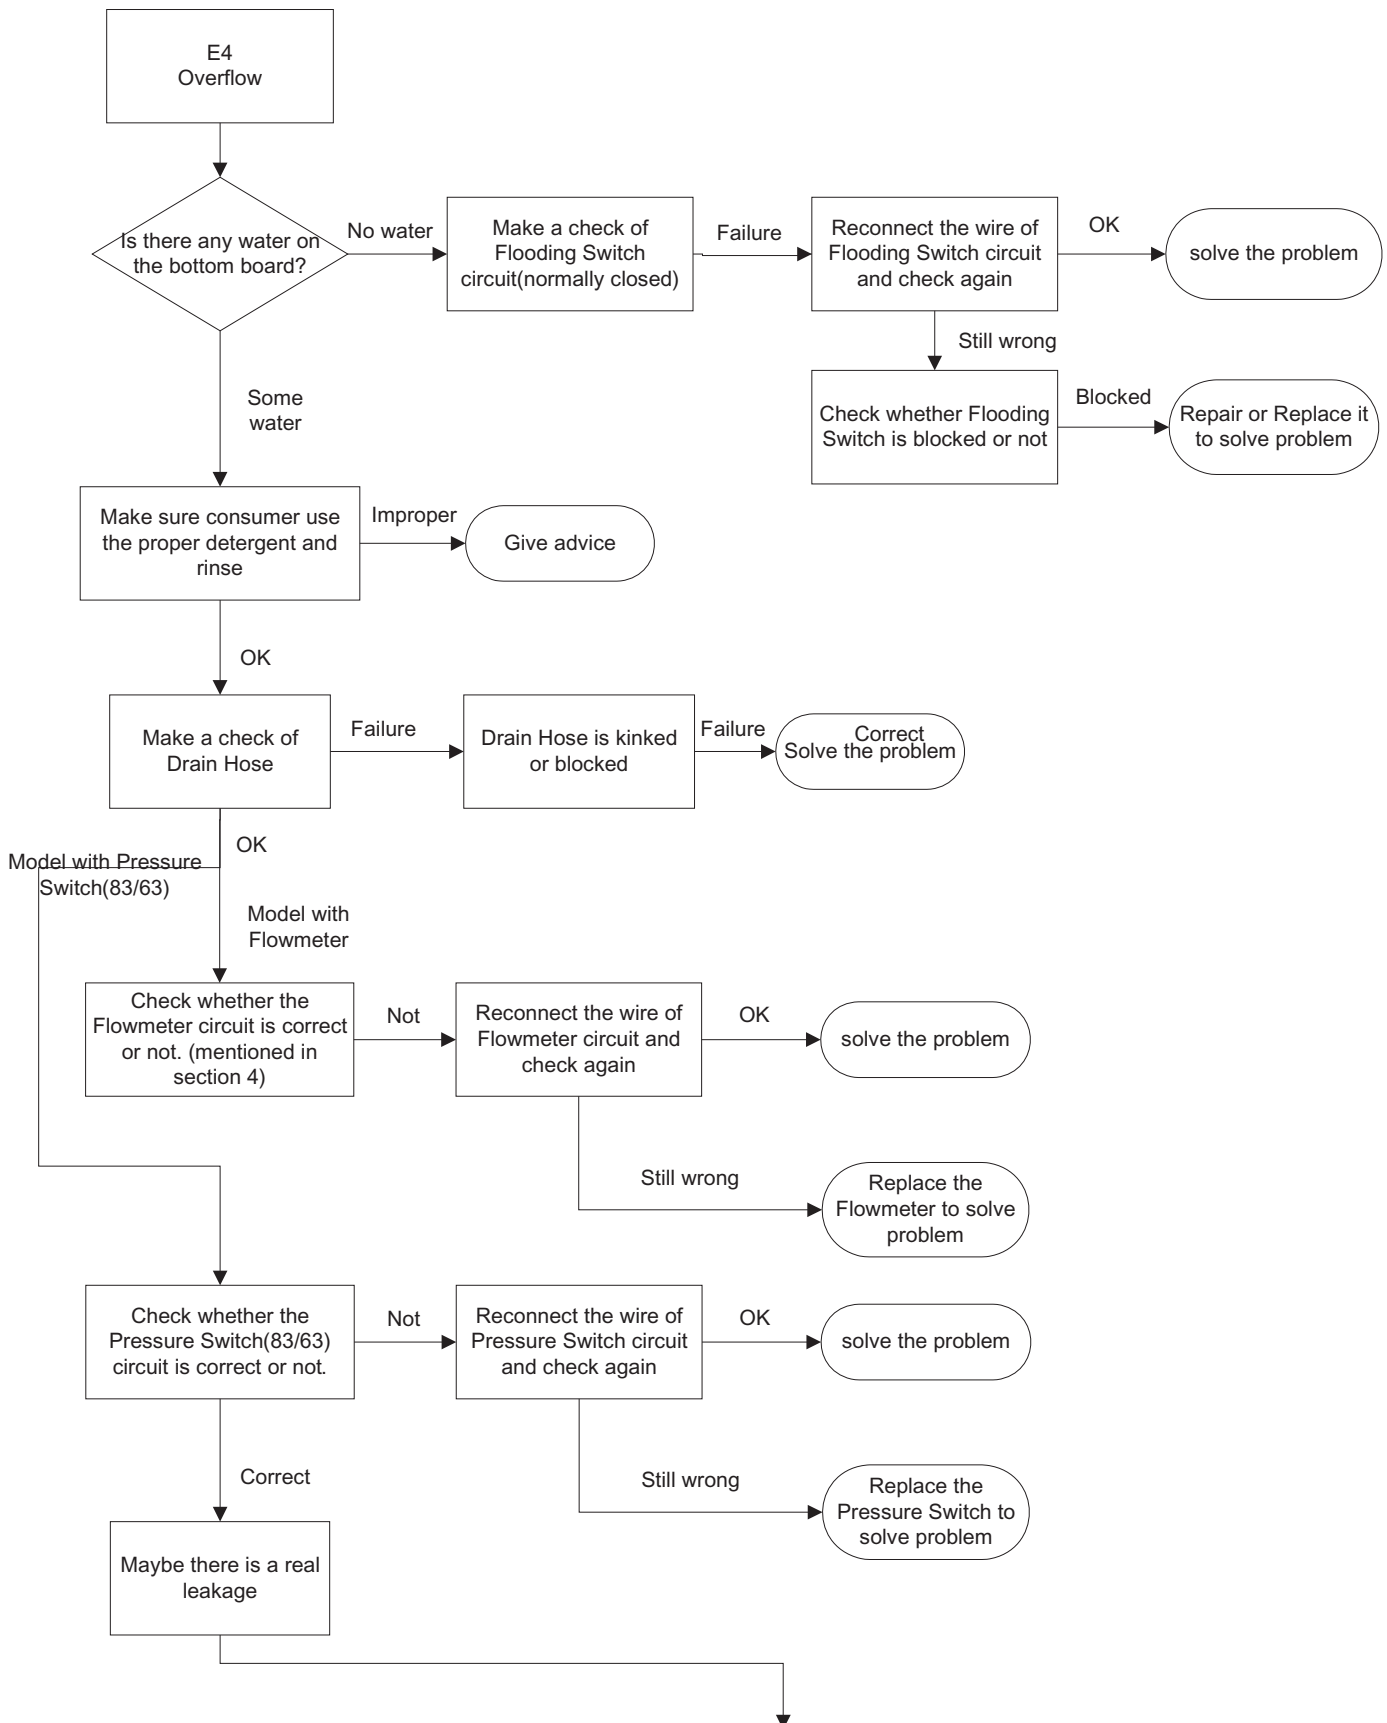 E4
Overflow
Is there any water on
the bottom board?
No water
Make a check of
Flooding Switch
circuit(normally closed)
Failure
Reconnect the wire of
Flooding Switch circuit
and check again
OK
solve the problem
Still wrong
Check whether Flooding
Switch is blocked or not
Blocked
Repair or Replace it
to solve problem
Some
water
Make sure consumer use
the proper detergent and
rinse
Improper
Give advice
OK
Make a check of
Drain Hose
Failure
Drain Hose is kinked
or blocked
Failure
Correct
Solve the problem
OK
Model with Pressure
Switch(83/63)
Model with
Flowmeter
Check whether the
Flowmeter circuit is correct
or not. (mentioned in
section 4)
Not
Reconnect the wire of
Flowmeter circuit and
check again
OK
solve the problem
Still wrong
Replace the
Flowmeter to solve
problem
Check whether the
Pressure Switch(83/63)
circuit is correct or not.
Not
Reconnect the wire of
Pressure Switch circuit
and check again
OK
solve the problem
Still wrong
Replace the
Pressure Switch to
solve problem
Correct
Maybe there is a real
leakage